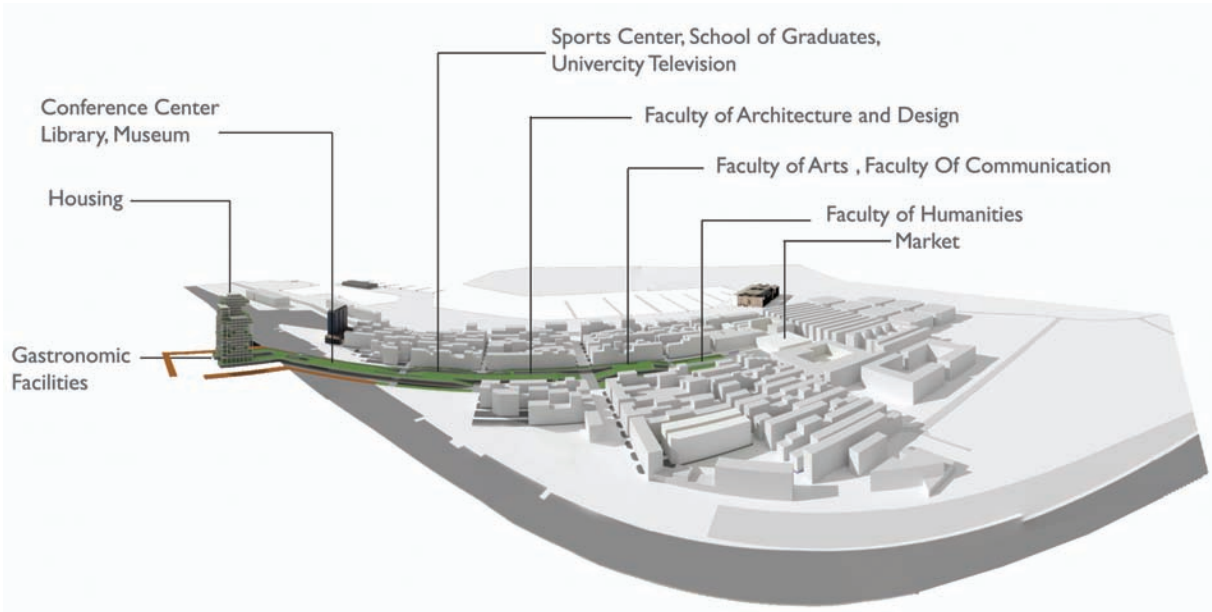 Sports Center, School of Graduates,
Univercity Television
Conference Center
Library, Museum
Faculty of Architecture and Design
Faculty of Arts , Faculty Of Communication
Housing
Faculty of Humanities
Market
Gastronomic
Facilities